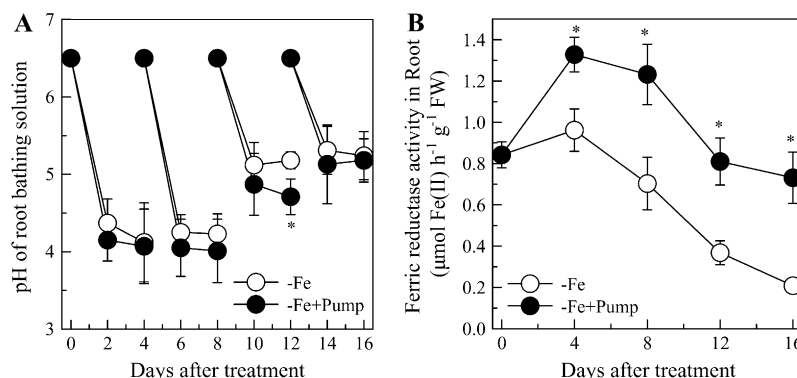 A
pH of root bathing solution
7
6
5
4
3
*
-Fe
-Fe+Pump
0 2 4 6 8 10 12 14 16
Days after treatment
B
Ferric reductase activity in Root
(μmol Fe(II) h-1 g-1 FW)
1.4
1.2
1.0
0.8
0.6
0.4
0.2
0.0
* * * *
-Fe
-Fe+Pump
0 4 8 12 16
Days after treatment